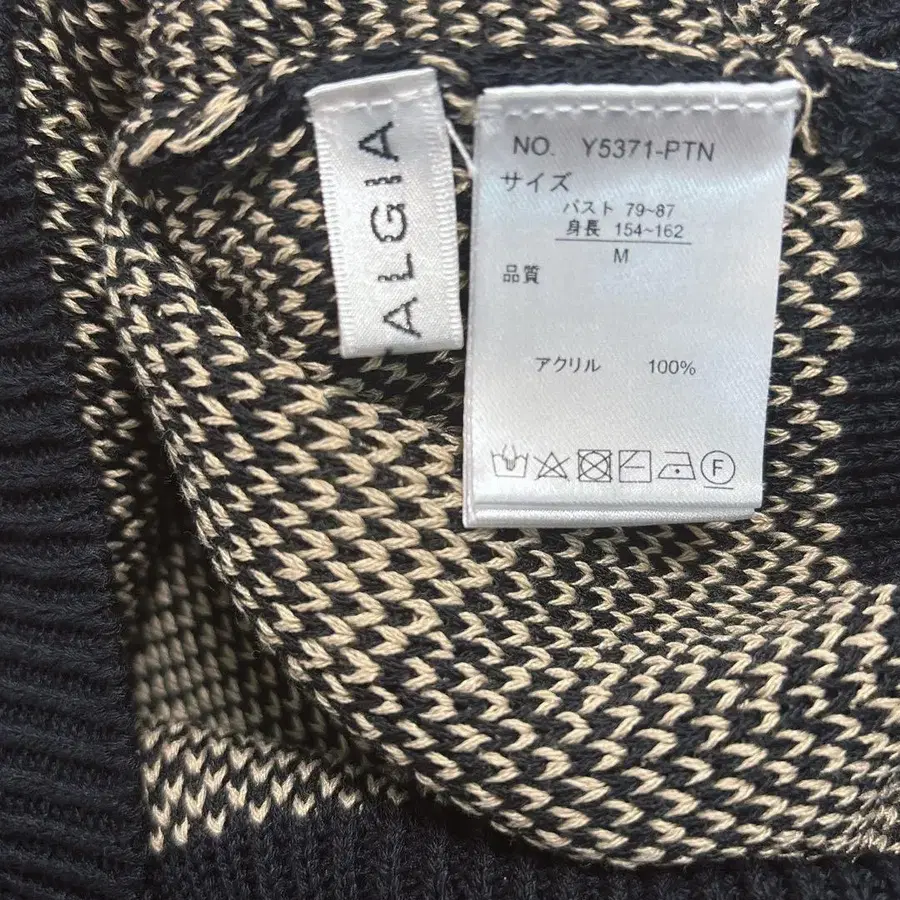 ALGIA
NO. Y5371-PTN
サイズ
バスト 79~87
身長 154~162
M
品質
アクリル 100%
F